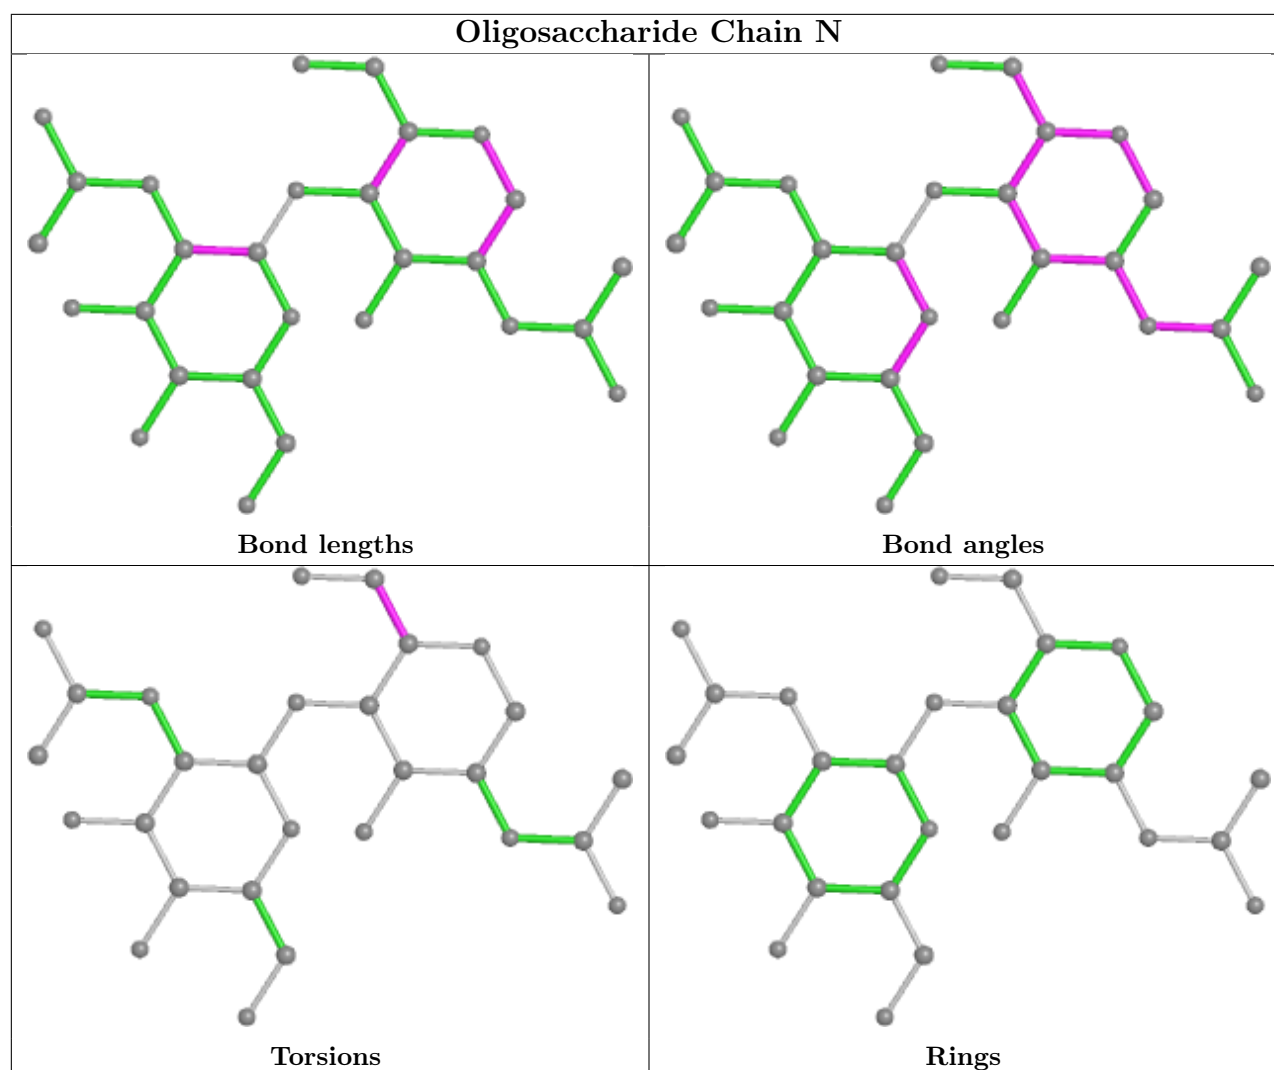 Oligosaccharide Chain N
Bond lengths
Bond angles
Torsions
Rings